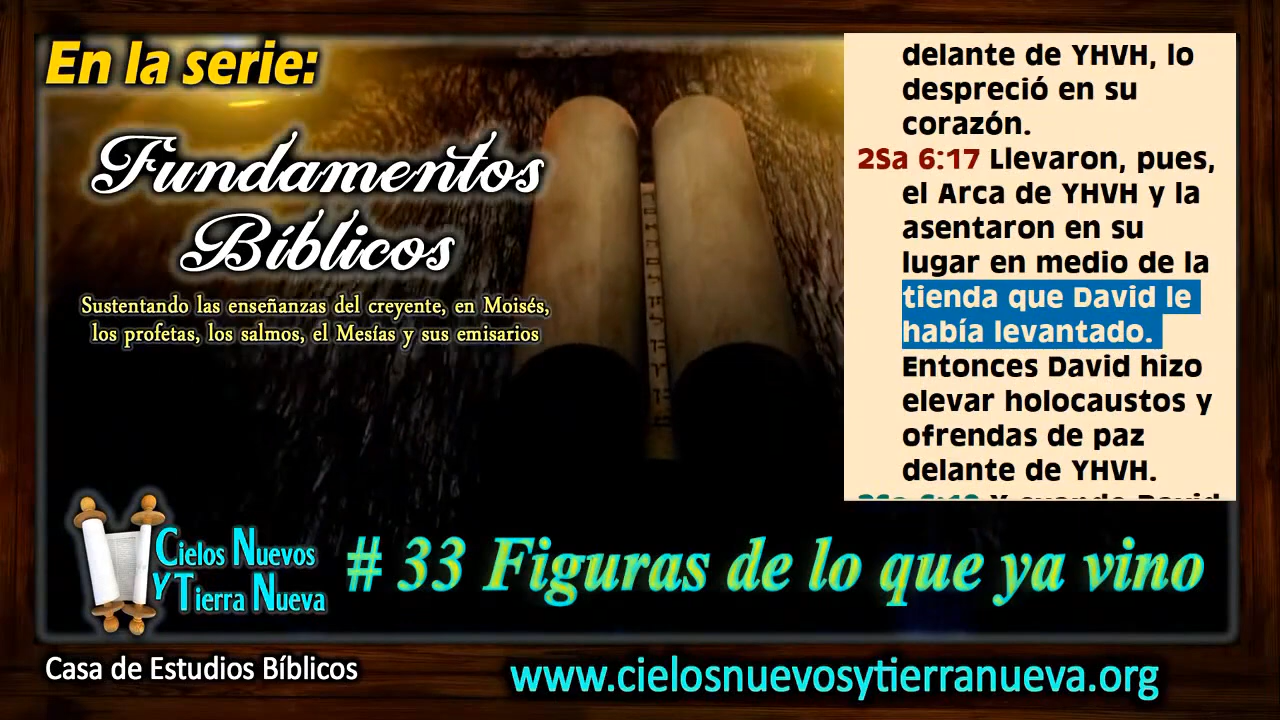 En la serie:
Fundamentos
Bíblicos
Sustentando las enseñanzas del creyente, en Moisés,
los profetas, los salmos, el Mesías y sus emisarios
delante de YHVH, lo
despreció en su
corazón.
2Sa 6:17 Llevaron, pues,
el Arca de YHVH y la
asentaron en su
lugar en medio de la
tienda que David le
había levantado.
Entonces David hizo
elevar holocaustos y
ofrendas de paz
delante de YHVH.
Cielos Nuevos
Y Tierra Nueva
# 33 Figuras de lo que ya vino
Casa de Estudios Bíblicos
www.cielosnuevosytierranueva.org